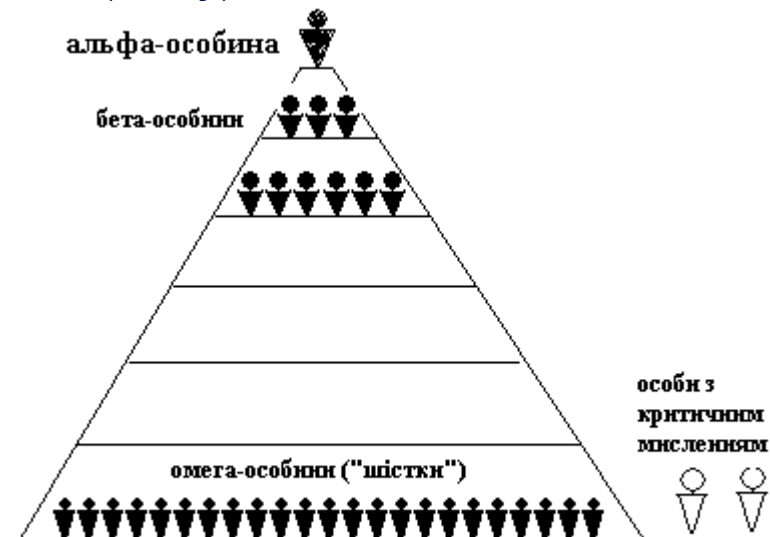 альфа-особина
бета-особини
особи з
критичним
мисленням
омега-особини ("шістки")